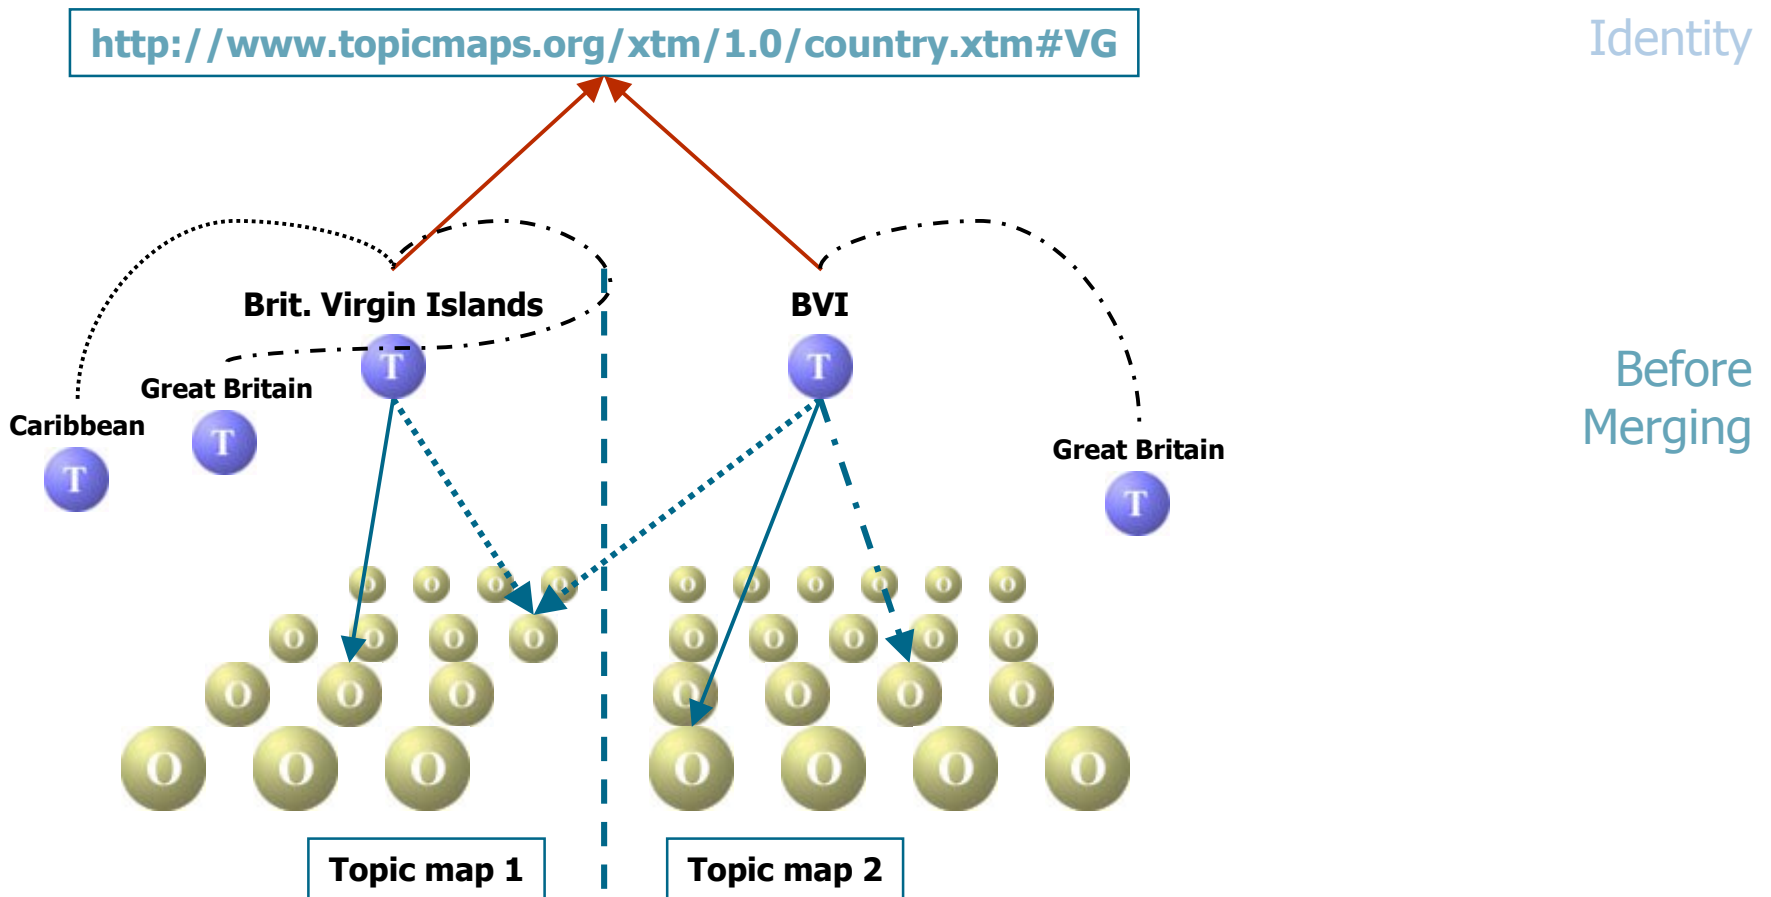 http://www.topicmaps.org/xtm/1.0/country.xtm#VG
Identity
Brit. Virgin Islands
BVI
T
T
Before
Merging
Great Britain
Caribbean
T
T
Great Britain
T
O O O O O O O O O O
O O O O O O O O O
O O O O O O O
O O O O O O O
Topic map 1
Topic map 2